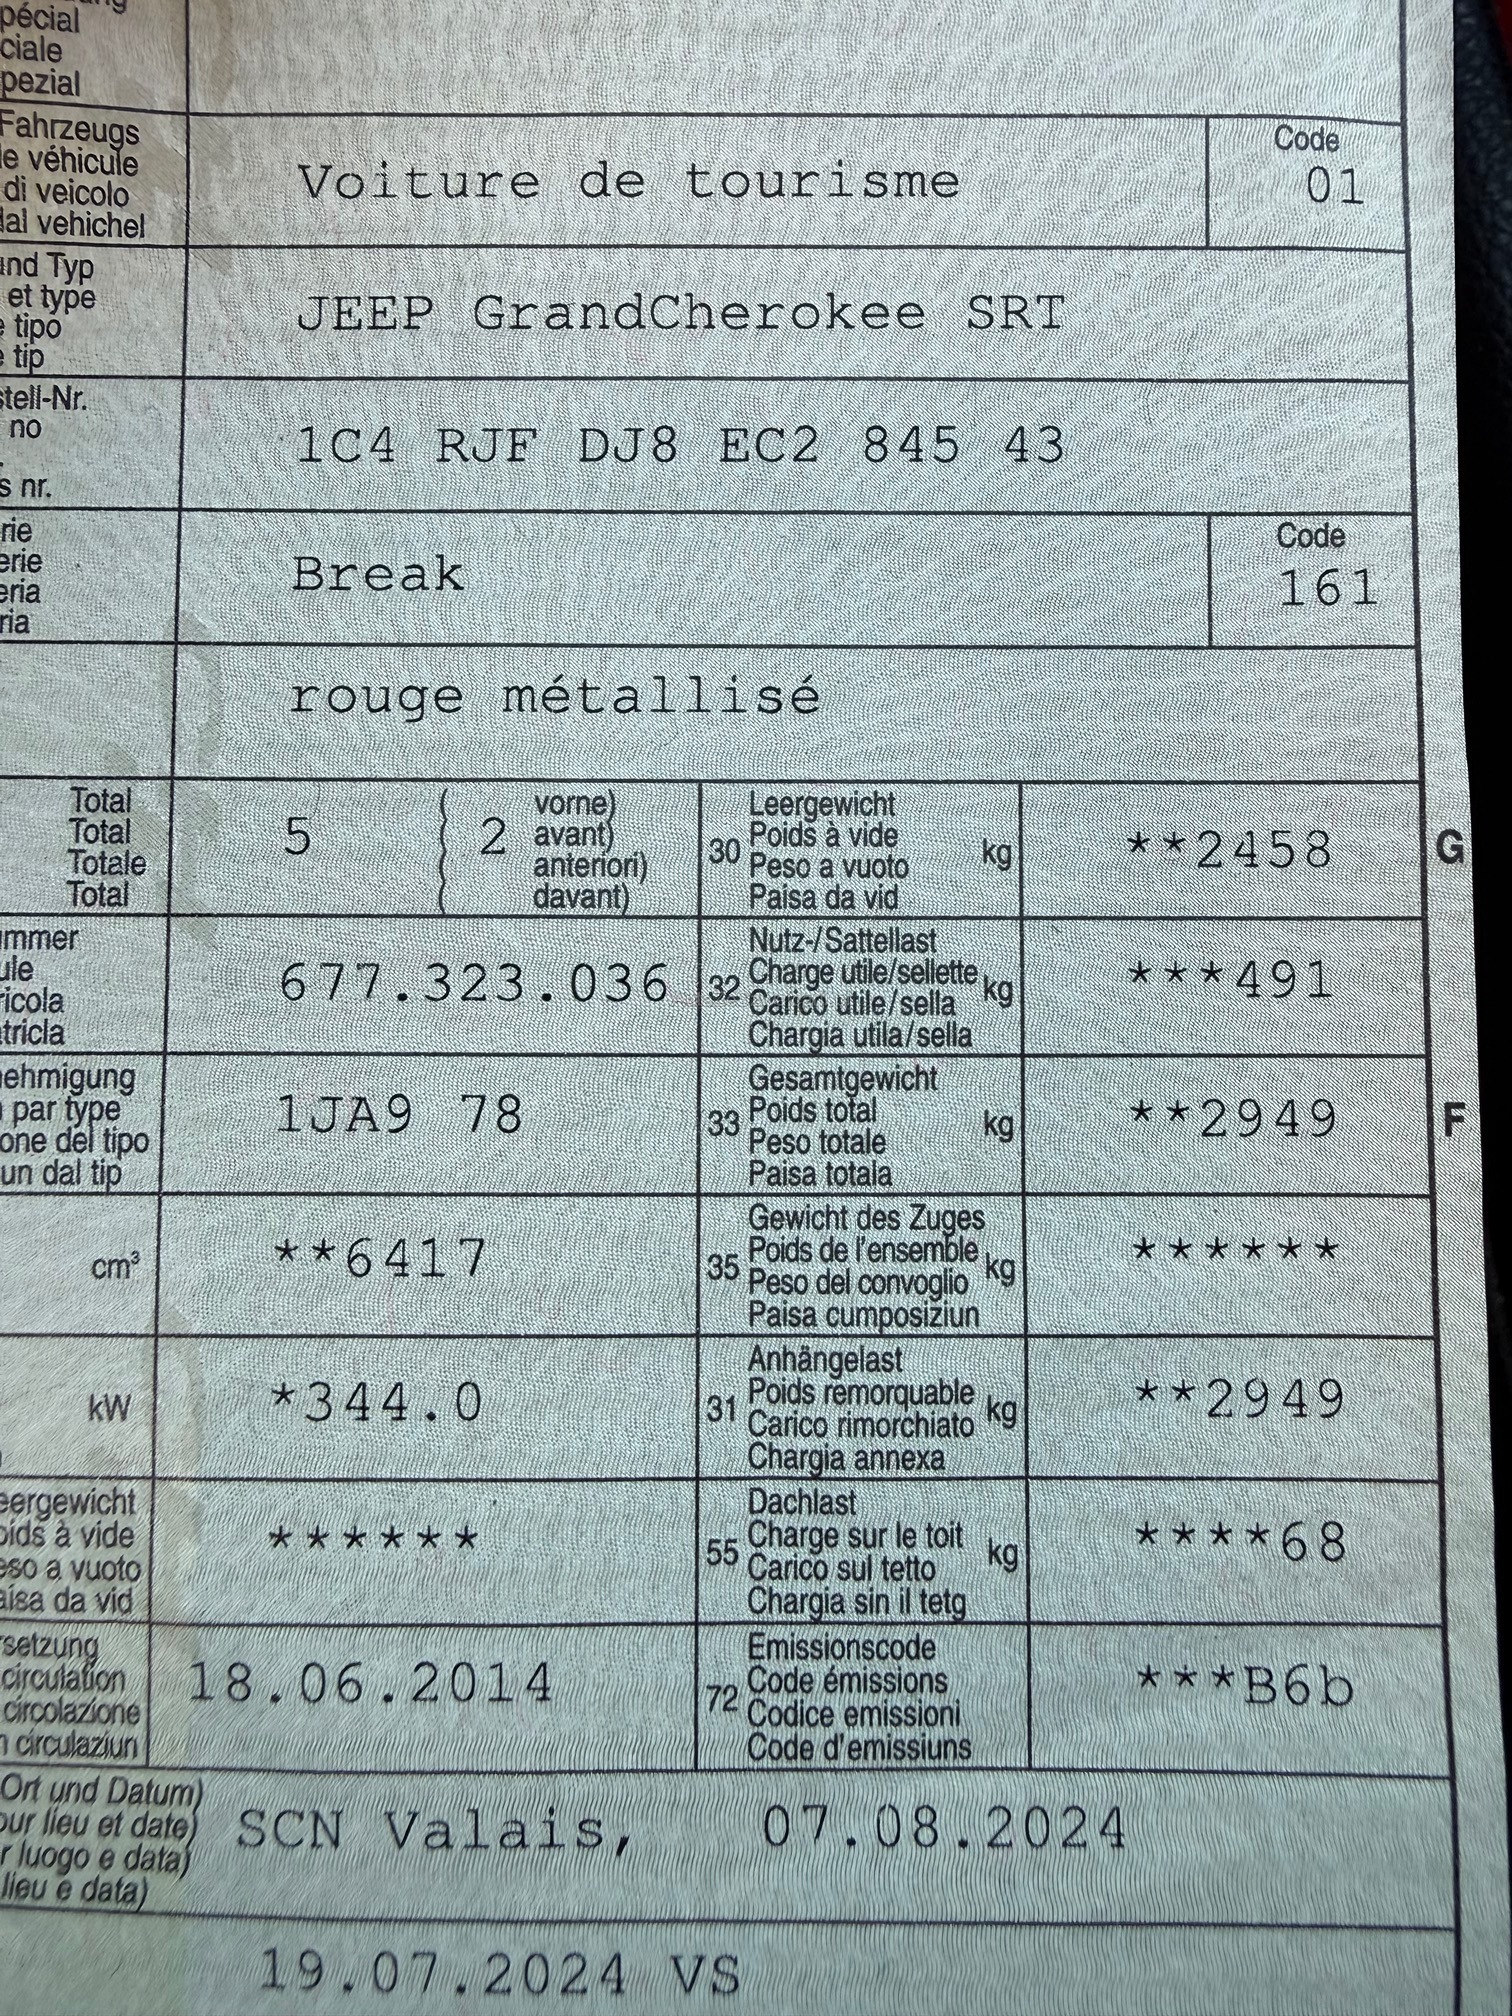 pécial
ciale
pezial
Fahrzeugs
le véhicule
di veicolo
dal vehichel
Voiture de tourisme
Code
01
und Typ
et type
e tipo
e tip
JEEP GrandCherokee SRT
stell-Nr.
no
s nr.
1C4 RJF DJ8 EC2 845 43
rie
erie
eria
ria
Break
Code
161
rouge métallisé
Total
Total
Totale
Total
5
2
vorne)
avant)
anteriori)
davant)
30
Leergewicht
Poids à vide
Peso a vuoto
Paisa da vid
kg
**2458
G
ummer
ule
ricola
tricla
677.323.036
32
Nutz-/Sattellast
Charge utile/sellette
Carico utile/sella
Chargia utila/sella
kg
***491
nehmigung
par type
one del tipo
un dal tip
1JA9 78
33
Gesamtgewicht
Poids total
Peso totale
Paisa totala
kg
**2949
F
cm³
**6417
35
Gewicht des Zuges
Poids de l'ensemble
Peso del convoglio
Paisa cumposiziun
kg
******
kW
*344.0
31
Anhängelast
Poids remorquable
Carico rimorchiato
Chargia annexa
kg
**2949
eergewicht
oids à vide
eso a vuoto
aisa da vid
******
55
Dachlast
Charge sur le toit
Carico sul tetto
Chargia sin il tetg
kg
****68
rsetzung
circulation
circolazione
n circulaziun
18.06.2014
72
Emissionscode
Code émissions
Codice emissioni
Code d'emissiuns
***B6b
Ort und Datum)
our lieu et date)
r luogo e data)
lieu e data)
SCN Valais, 07.08.2024
19.07.2024 VS